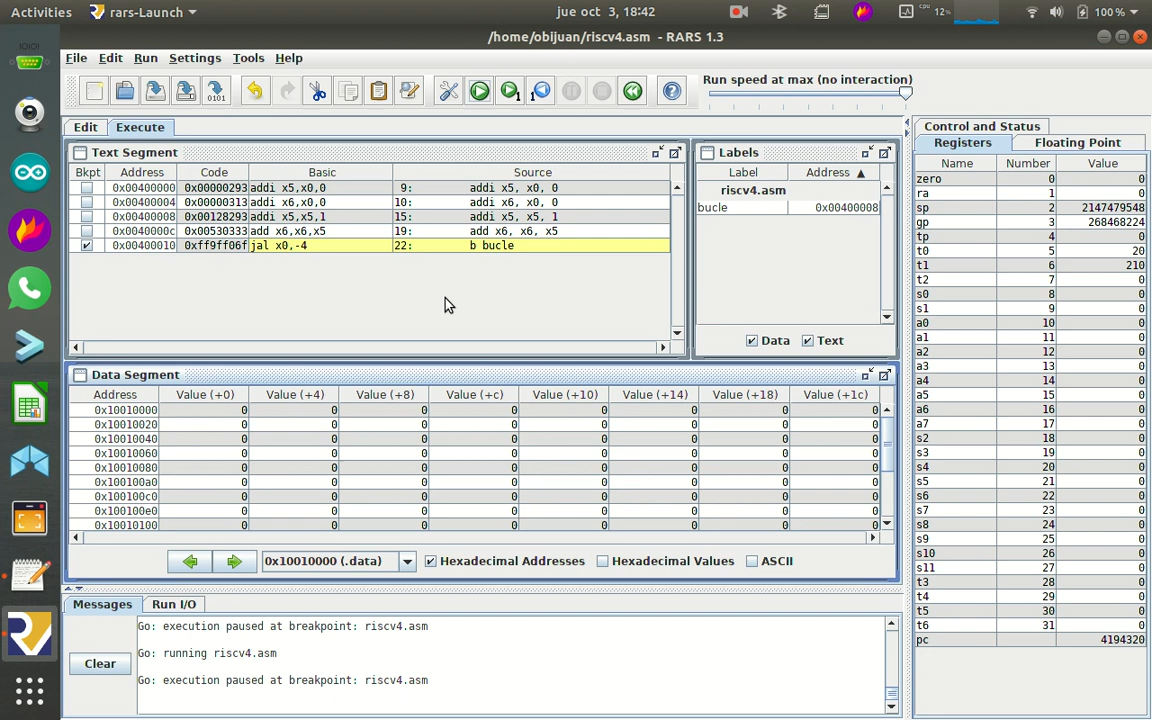 Activities rars-Launch jue oct 3, 18:42 cpu 12% 100%
/home/obijuan/riscv4.asm - RARS 1.3
File Edit Run Settings Tools Help
Run speed at max (no interaction)
Edit Execute
Text Segment
Bkpt Address Code Basic Source
0x00400000 0x00000293 addi x5,x0,0 9: addi x5, x0, 0
0x00400004 0x00000313 addi x6,x0,0 10: addi x6, x0, 0
0x00400008 0x00128293 addi x5,x5,1 15: addi x5, x5, 1
0x0040000c 0x00530333 add x6,x6,x5 19: add x6, x6, x5
0x00400010 0xff9ff06f jal x0,-4 22: b bucle
Labels
Label Address ▲
riscv4.asm
bucle 0x00400008
Data Text
Data Segment
Address Value (+0) Value (+4) Value (+8) Value (+c) Value (+10) Value (+14) Value (+18) Value (+1c)
0x10010000 0 0 0 0 0 0 0 0
0x10010020 0 0 0 0 0 0 0 0
0x10010040 0 0 0 0 0 0 0 0
0x10010060 0 0 0 0 0 0 0 0
0x10010080 0 0 0 0 0 0 0 0
0x100100a0 0 0 0 0 0 0 0 0
0x100100c0 0 0 0 0 0 0 0 0
0x100100e0 0 0 0 0 0 0 0 0
0x10010100 0 0 0 0 0 0 0 0
0x10010000 (.data) Hexadecimal Addresses Hexadecimal Values ASCII
Messages Run I/O
Go: execution paused at breakpoint: riscv4.asm
Go: running riscv4.asm
Go: execution paused at breakpoint: riscv4.asm
Clear
Control and Status
Registers Floating Point
Name Number Value
zero 0 0
ra 1 0
sp 2 2147479548
gp 3 268468224
tp 4 0
t0 5 20
t1 6 210
t2 7 0
s0 8 0
s1 9 0
a0 10 0
a1 11 0
a2 12 0
a3 13 0
a4 14 0
a5 15 0
a6 16 0
a7 17 0
s2 18 0
s3 19 0
s4 20 0
s5 21 0
s6 22 0
s7 23 0
s8 24 0
s9 25 0
s10 26 0
s11 27 0
t3 28 0
t4 29 0
t5 30 0
t6 31 0
pc 4194320